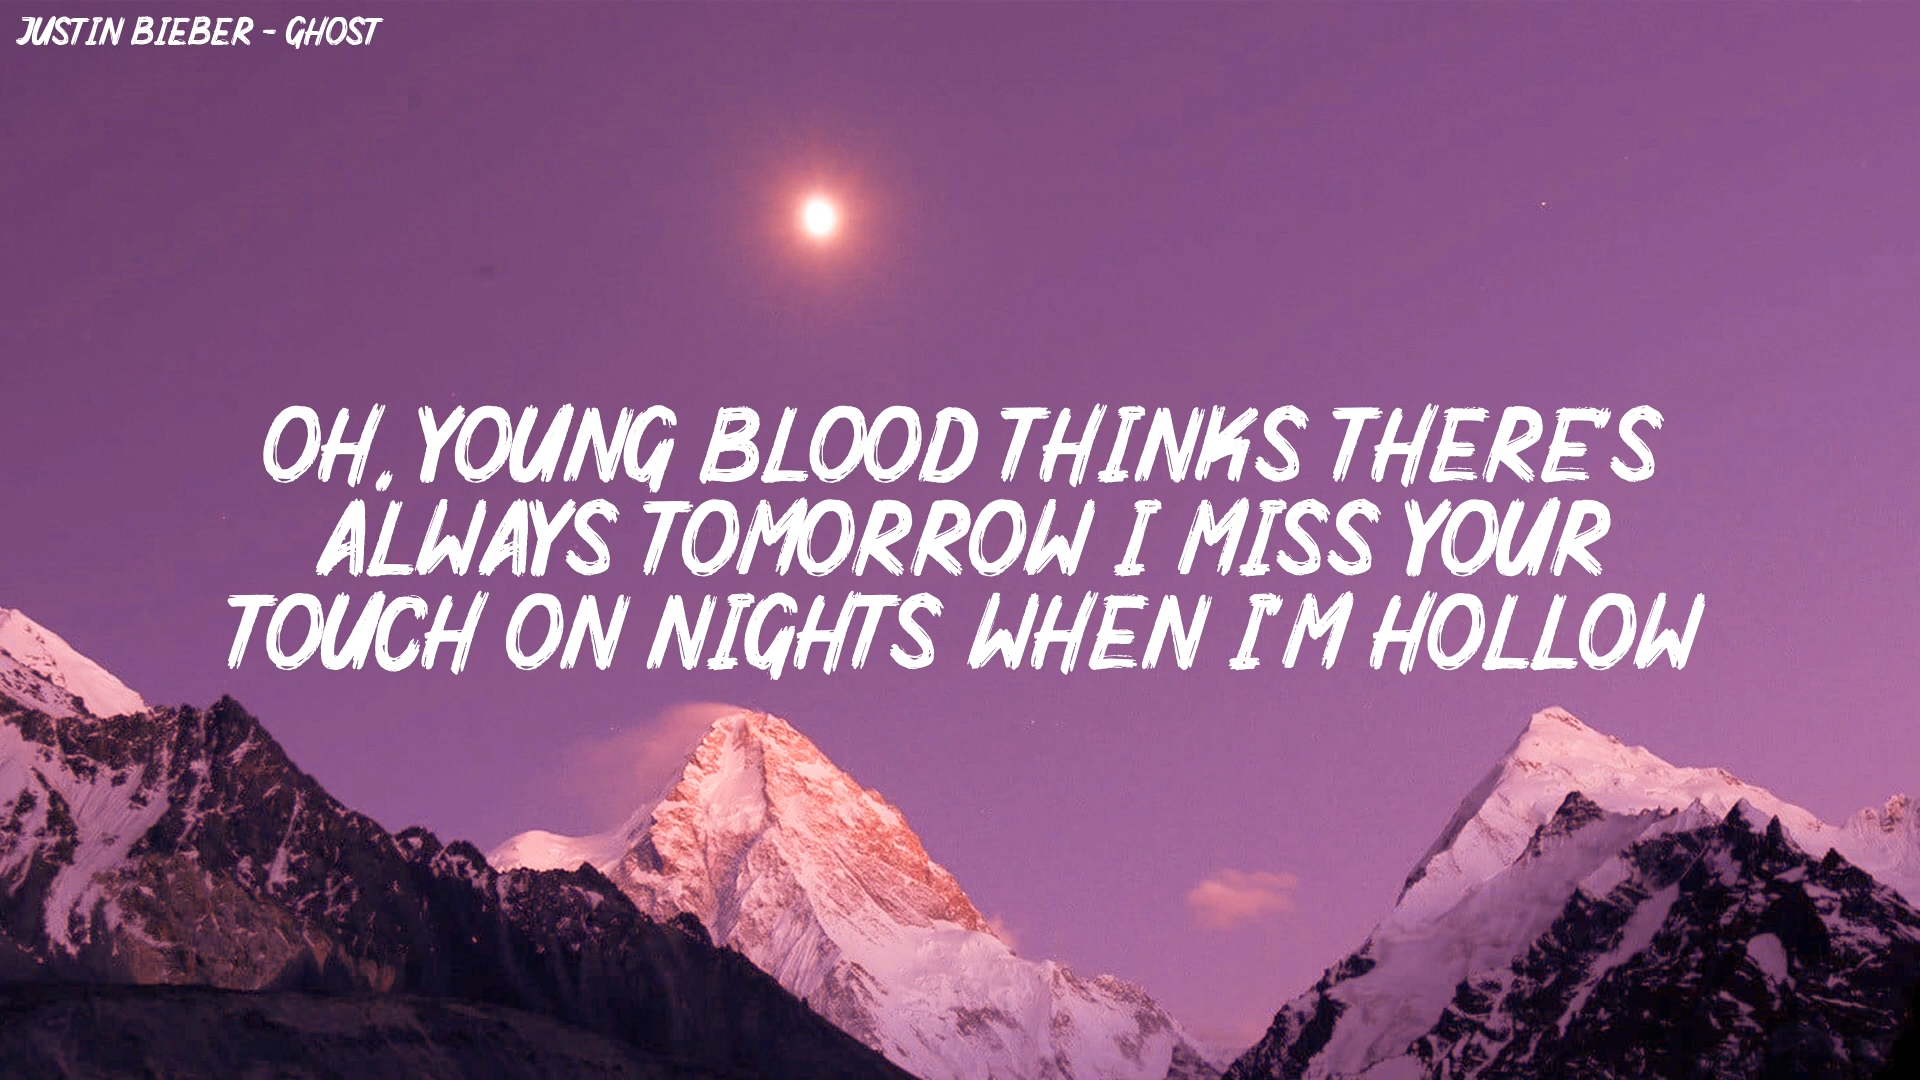 JUSTIN BIEBER - GHOST
OH, YOUNG BLOOD THINKS THERE'S
ALWAYS TOMORROW I MISS YOUR
TOUCH ON NIGHTS WHEN I'M HOLLOW